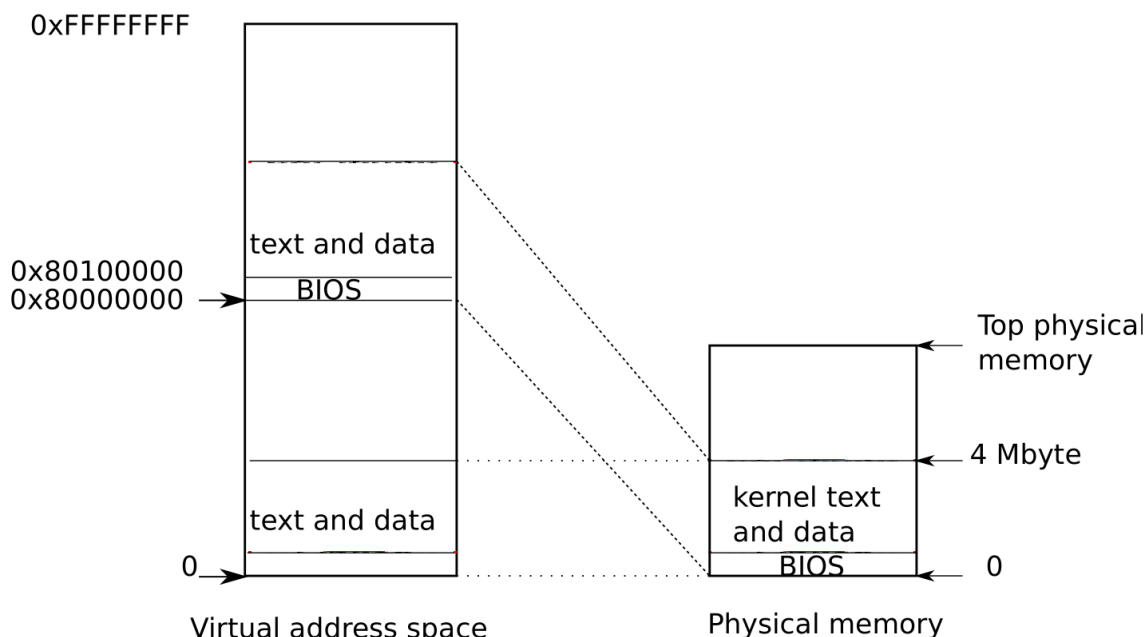 0xFFFFFFFF
text and data
0x80100000
BIOS
0x80000000
Top physical
memory
4 Mbyte
text and data
kernel text
and data
0
BIOS
0
Virtual address space
Physical memory